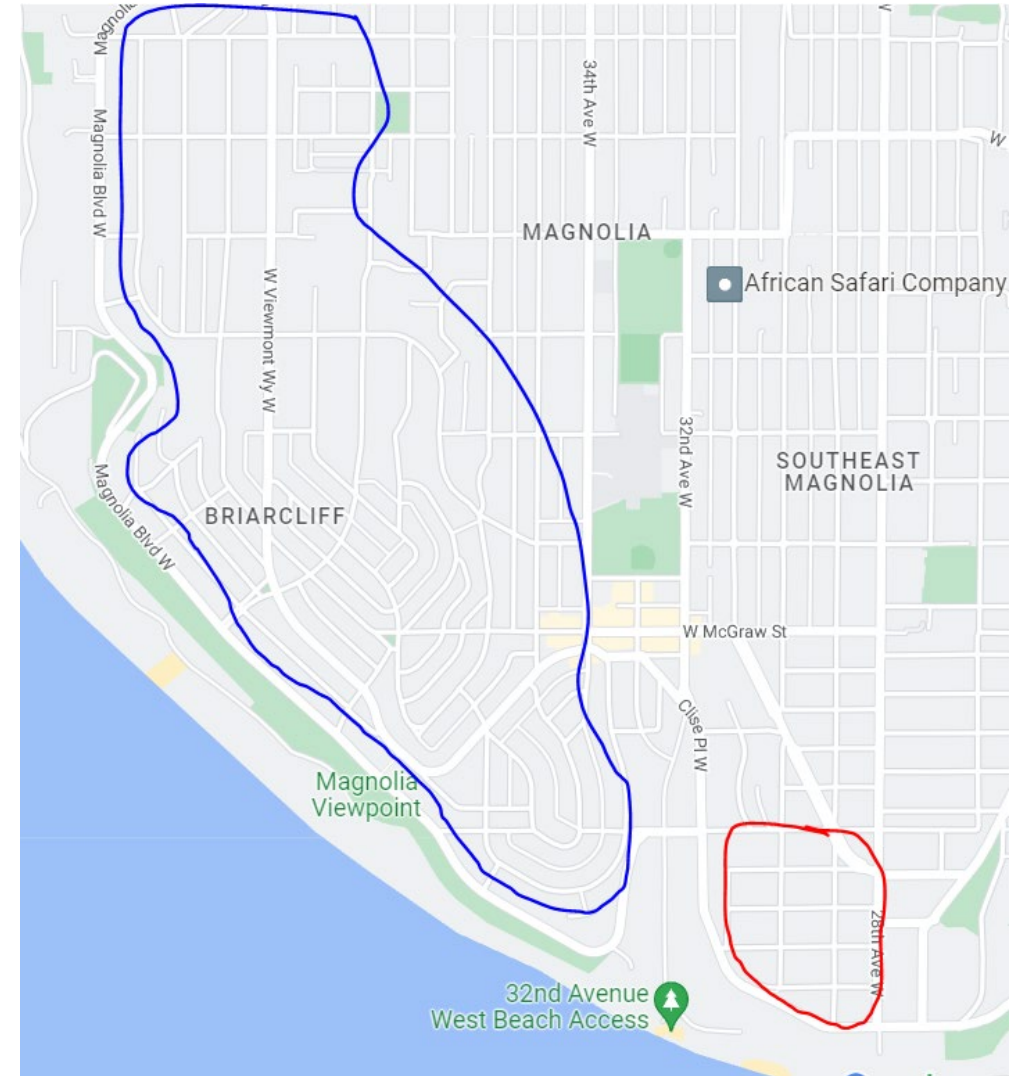 Magnolia Blvd W
34th Ave W
W
MAGNOLIA
African Safari Company
W Viewmont Wy W
32nd Ave W
SOUTHEAST
MAGNOLIA
Magnolia Blvd W
BRIARCLIFF
W McGraw St
Clise Pl W
Magnolia
Viewpoint
28th Ave W
32nd Avenue
West Beach Access